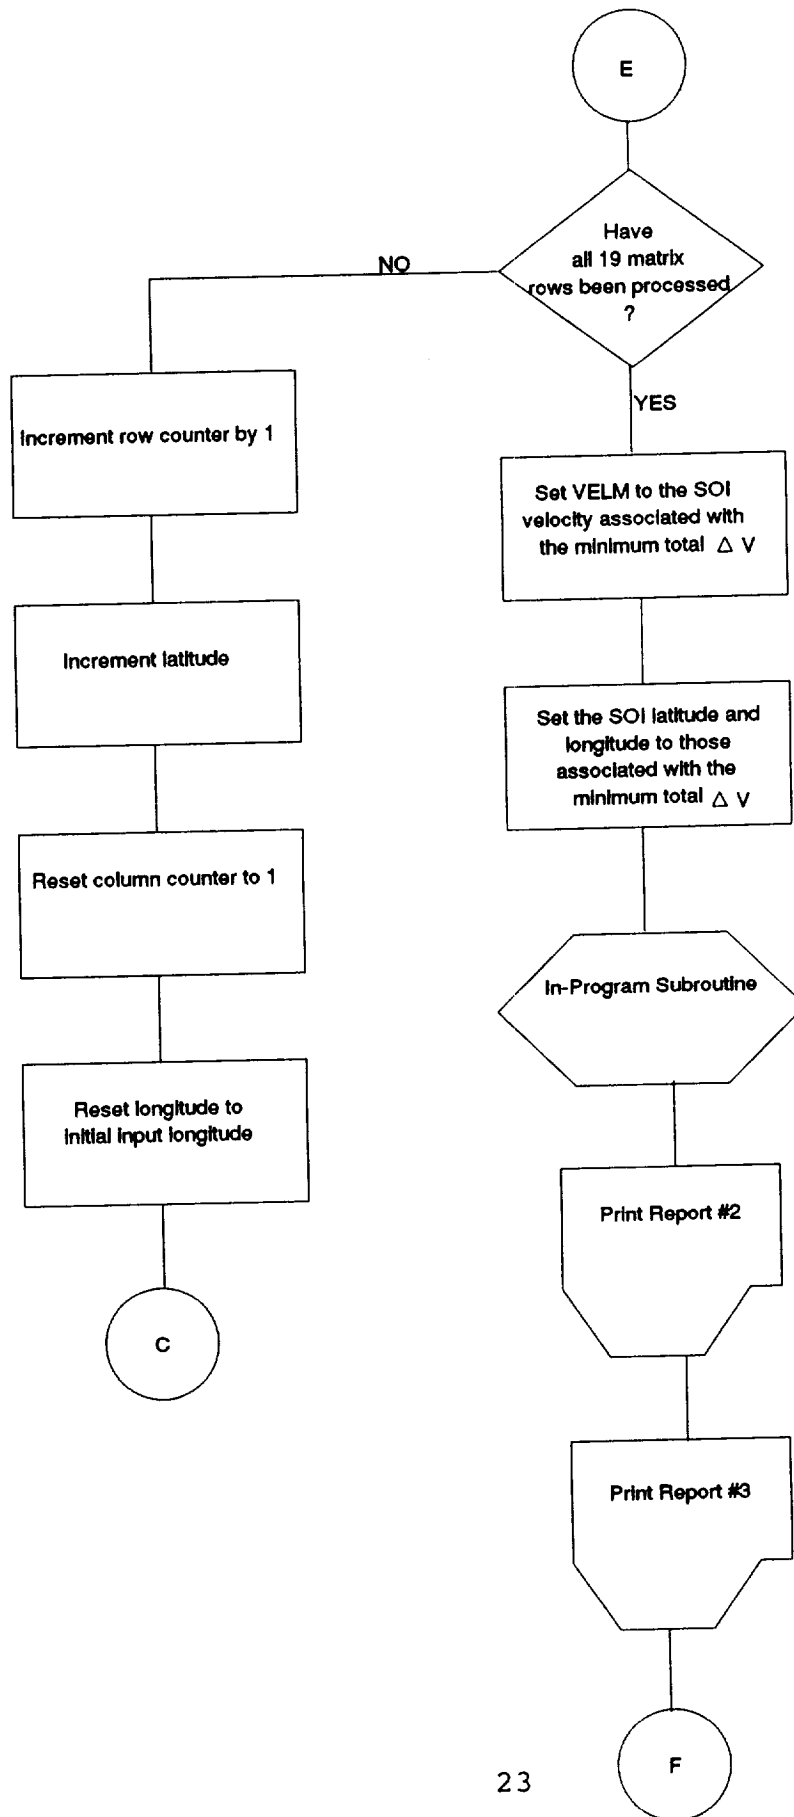 E
Have
all 19 matrix
rows been processed
?
NO
YES
Increment row counter by 1
Increment latitude
Reset column counter to 1
Reset longitude to
initial input longitude
C
Set VELM to the SOI
velocity associated with
the minimum total △ V
Set the SOI latitude and
longitude to those
associated with the
minimum total △ V
In-Program Subroutine
Print Report #2
Print Report #3
F
23